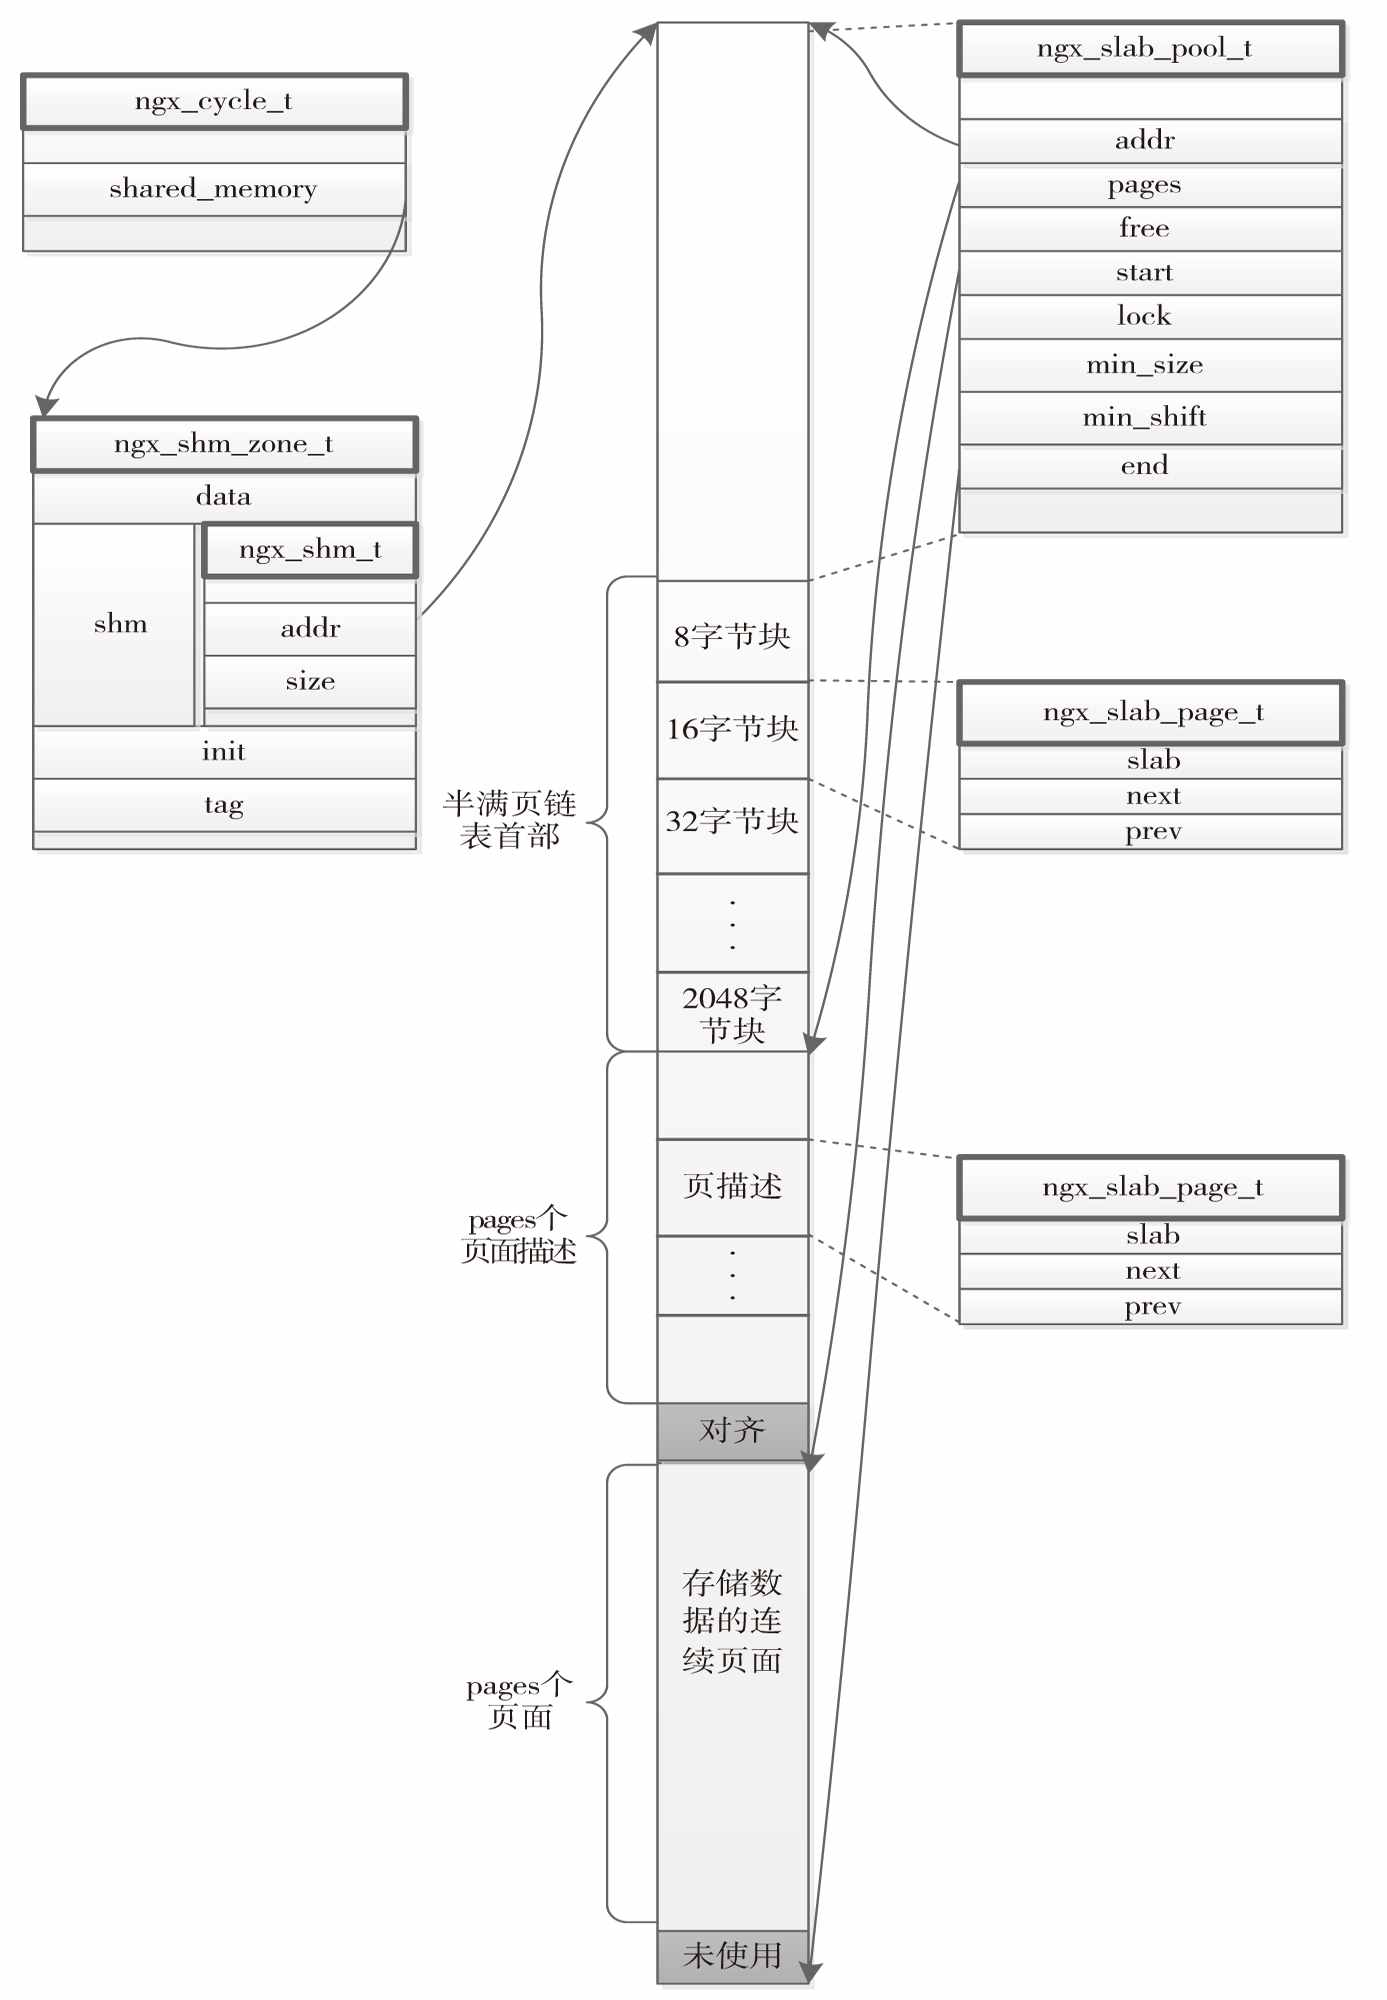 ngx_cycle_t
shared_memory
ngx_shm_zone_t
data
shm
ngx_shm_t
addr
size
init
tag
半满页链
表首部
8字节块
16字节块
32字节块
2048字
节块
pages个
页面描述
页描述
对齐
pages个
页面
存储数
据的连
续页面
未使用
ngx_slab_pool_t
addr
pages
free
start
lock
min_size
min_shift
end
ngx_slab_page_t
slab
next
prev
ngx_slab_page_t
slab
next
prev